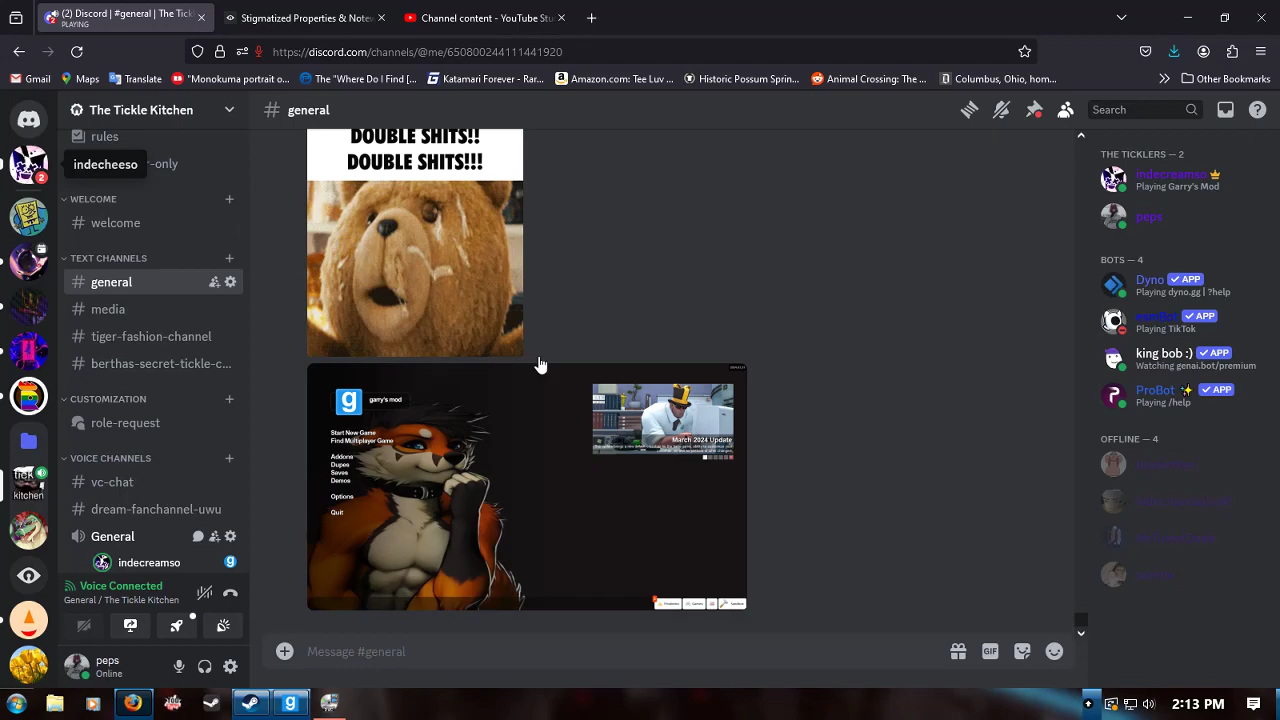 (2) Discord | #general | The Tick
PLAYING
Stigmatized Properties & Note
Channel content - YouTube Stu
https://discord.com/channels/@me/650800244111441920
Gmail
Maps
Translate
"Monokuma portrait o...
The "Where Do I Find [...
Katamari Forever - Rar...
Amazon.com: Tee Luv ...
Historic Possum Sprin...
Animal Crossing: The ...
Columbus, Ohio, hom...
Other Bookmarks
The Tickle Kitchen
general
Search
rules
indecheeso
r-only
WELCOME
welcome
TEXT CHANNELS
general
media
tiger-fashion-channel
berthas-secret-tickle-c...
CUSTOMIZATION
role-request
VOICE CHANNELS
vc-chat
dream-fanchannel-uwu
General
indecreamso
tickle
kitchen
Voice Connected
General / The Tickle Kitchen
peps
Online
DOUBLE SHITS!!
DOUBLE SHITS!!!
g
garry's mod
Start New Game
Find Multiplayer Game
Addons
Dupes
Saves
Demos
Options
Quit
March 2024 Update
Message #general
GIF
THE TICKLERS — 2
indecreamso
Playing Garry's Mod
peps
BOTS — 4
Dyno
APP
Playing dyno.gg | ?help
APP
Playing TikTok
king bob :)
APP
Watching genai.bot/premium
ProBot
APP
Playing /help
OFFLINE — 4
2:13 PM